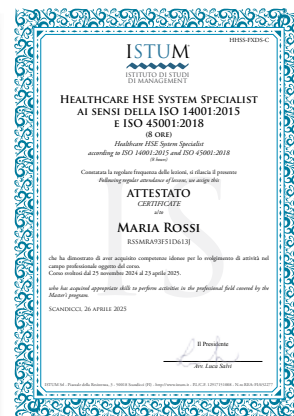 HHSS-FXDS-C
ISTUM
ISTITUTO DI STUDI
DI MANAGEMENT
Healthcare HSE System Specialist
ai sensi della ISO 14001:2015
e ISO 45001:2018
(8 ore)
Healthcare HSE System Specialist
according to ISO 14001:2015 and ISO 45001:2018
(8 hours)
Constatata la regolare frequenza delle lezioni, si rilascia il presente
Following regular attendance of lessons, we assign this
ATTESTATO
CERTIFICATE
a/to
Maria Rossi
RSSMRA93F51D613J
che ha dimostrato di aver acquisito competenze idonee per lo svolgimento di attività nel
campo professionale oggetto del corso.
Corso svoltosi dal 25 novembre 2024 al 23 aprile 2025.
who has acquired appropriate skills to perform activities in the professional field covered by the
Master's program.
Scandicci, 26 aprile 2025
Il Presidente
Avv. Luca Salvi